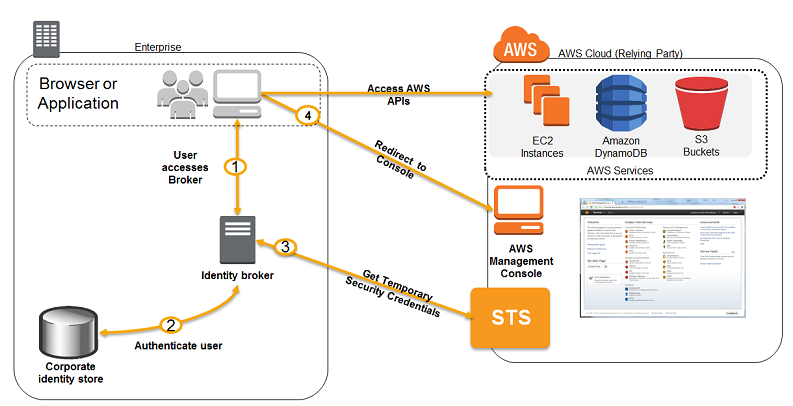 Enterprise
Browser or
Application
User
accesses
Broker
1
Identity broker
2
Authenticate user
Corporate
identity store
3
Get Temporary
Security Credentials
4
Access AWS
APIs
Redirect to
Console
AWS
AWS Cloud (Relying Party)
EC2
Instances
Amazon
DynamoDB
S3
Buckets
AWS Services
AWS
Management
Console
STS